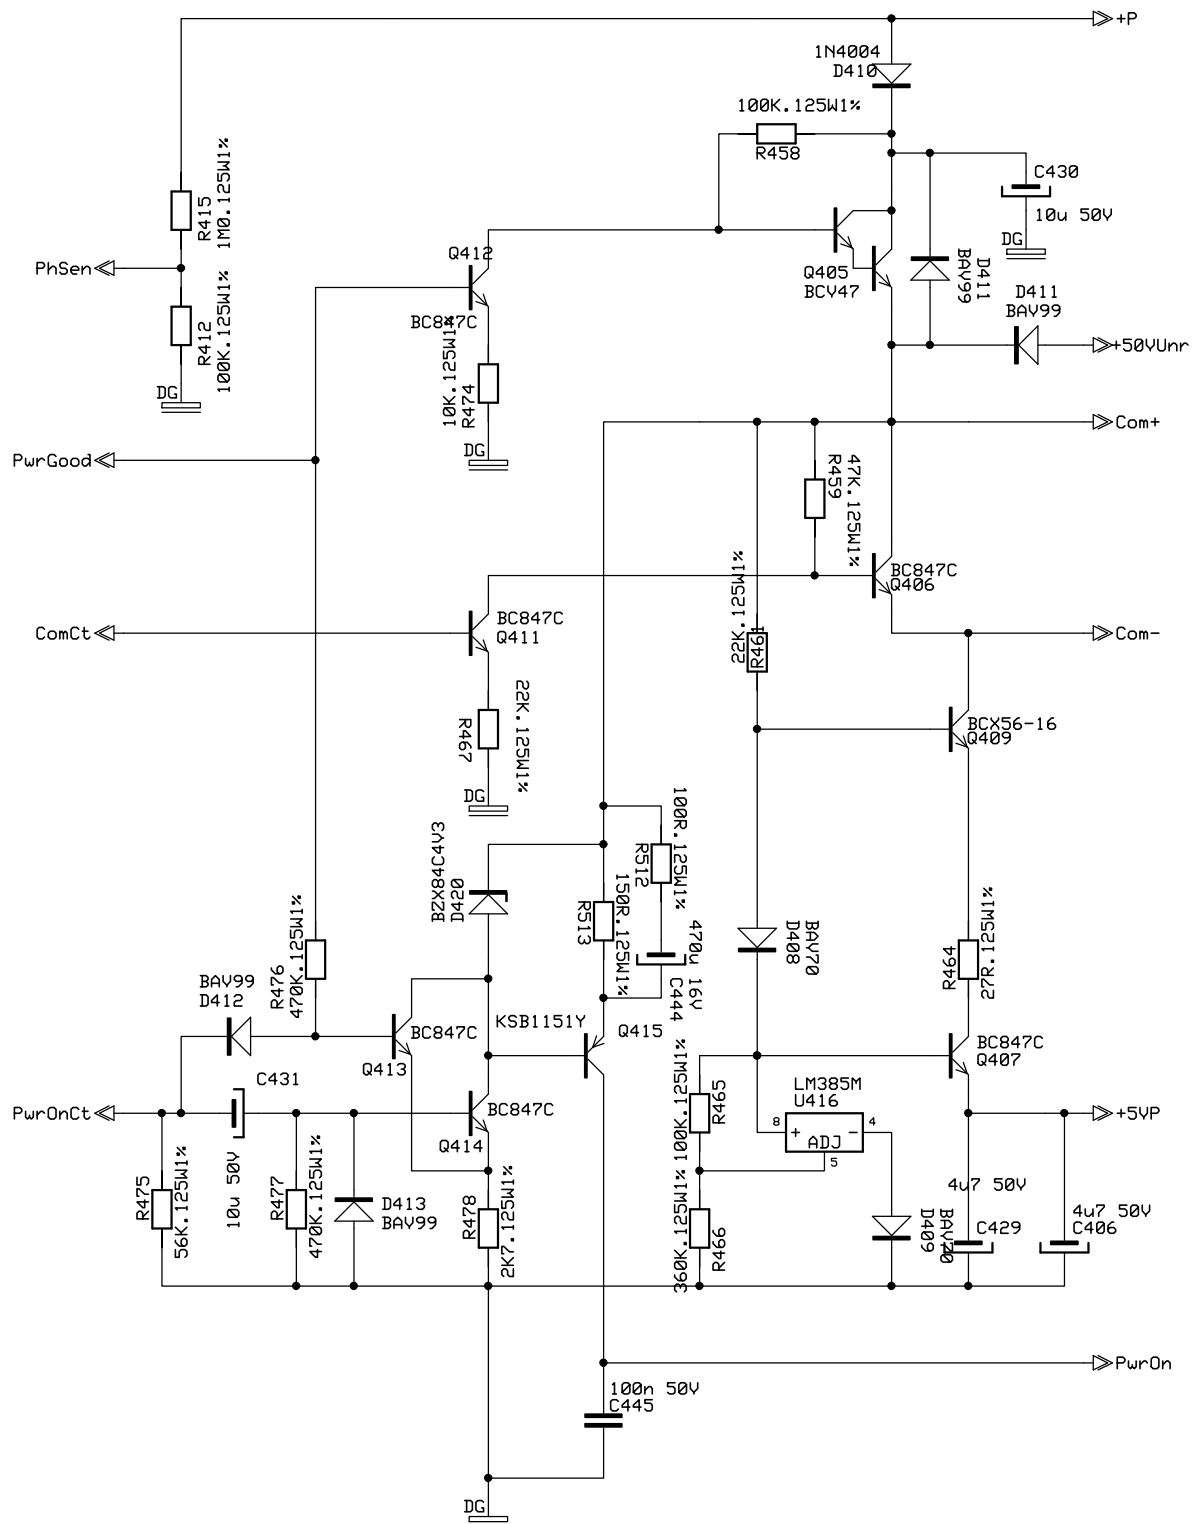 +P
1N4004
D410
100K.125W1%
R458
C430
10u 50V
DG
R415
1M0.125W1%
PhSen
R412
100K.125W1%
DG
Q412
BC847C
10K.125W1%
R474
DG
Q405
BCV47
D411
BAV99
D411
BAV99
+50VUnr
Com+
PwrGood
R459
47K.125W1%
BC847C
Q406
ComCt
BC847C
Q411
22K.125W1%
R461
Com-
R467
22K.125W1%
DG
BCX56-16
Q409
BZX84C4V3
D420
100R.125W1%
R512
150R.125W1%
R513
470u 16V
C444
BAY70
D408
R464
27R.125W1%
R476
470K.125W1%
BAV99
D412
BC847C
Q413
KSB1151Y
Q415
BC847C
Q407
C431
10u 50V
PwrOnCt
BC847C
Q414
100K.125W1%
R465
LM385M
U416
8
+
-
4
ADJ
5
+5VP
R475
56K.125W1%
R477
470K.125W1%
D413
BAV99
R478
2K7.125W1%
360K.125W1%
R466
D409
BAY70
4u7 50V
C429
4u7 50V
C406
PwrOn
100n 50V
C445
DG